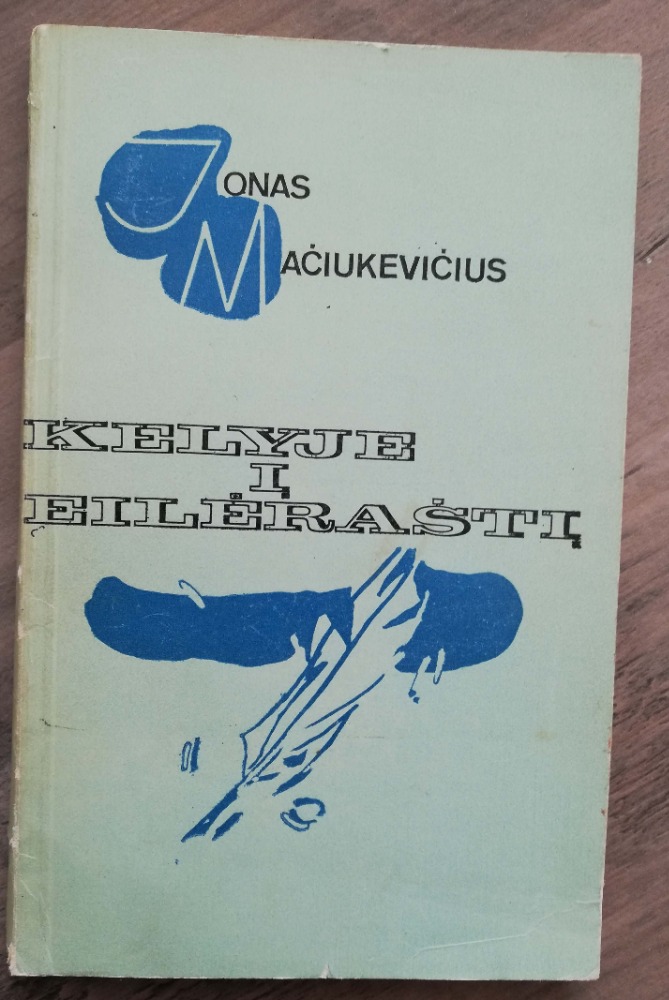 JONAS
MAČIUKEVIČIUS
KELYJE
Į
EILĖRAŠTĮ